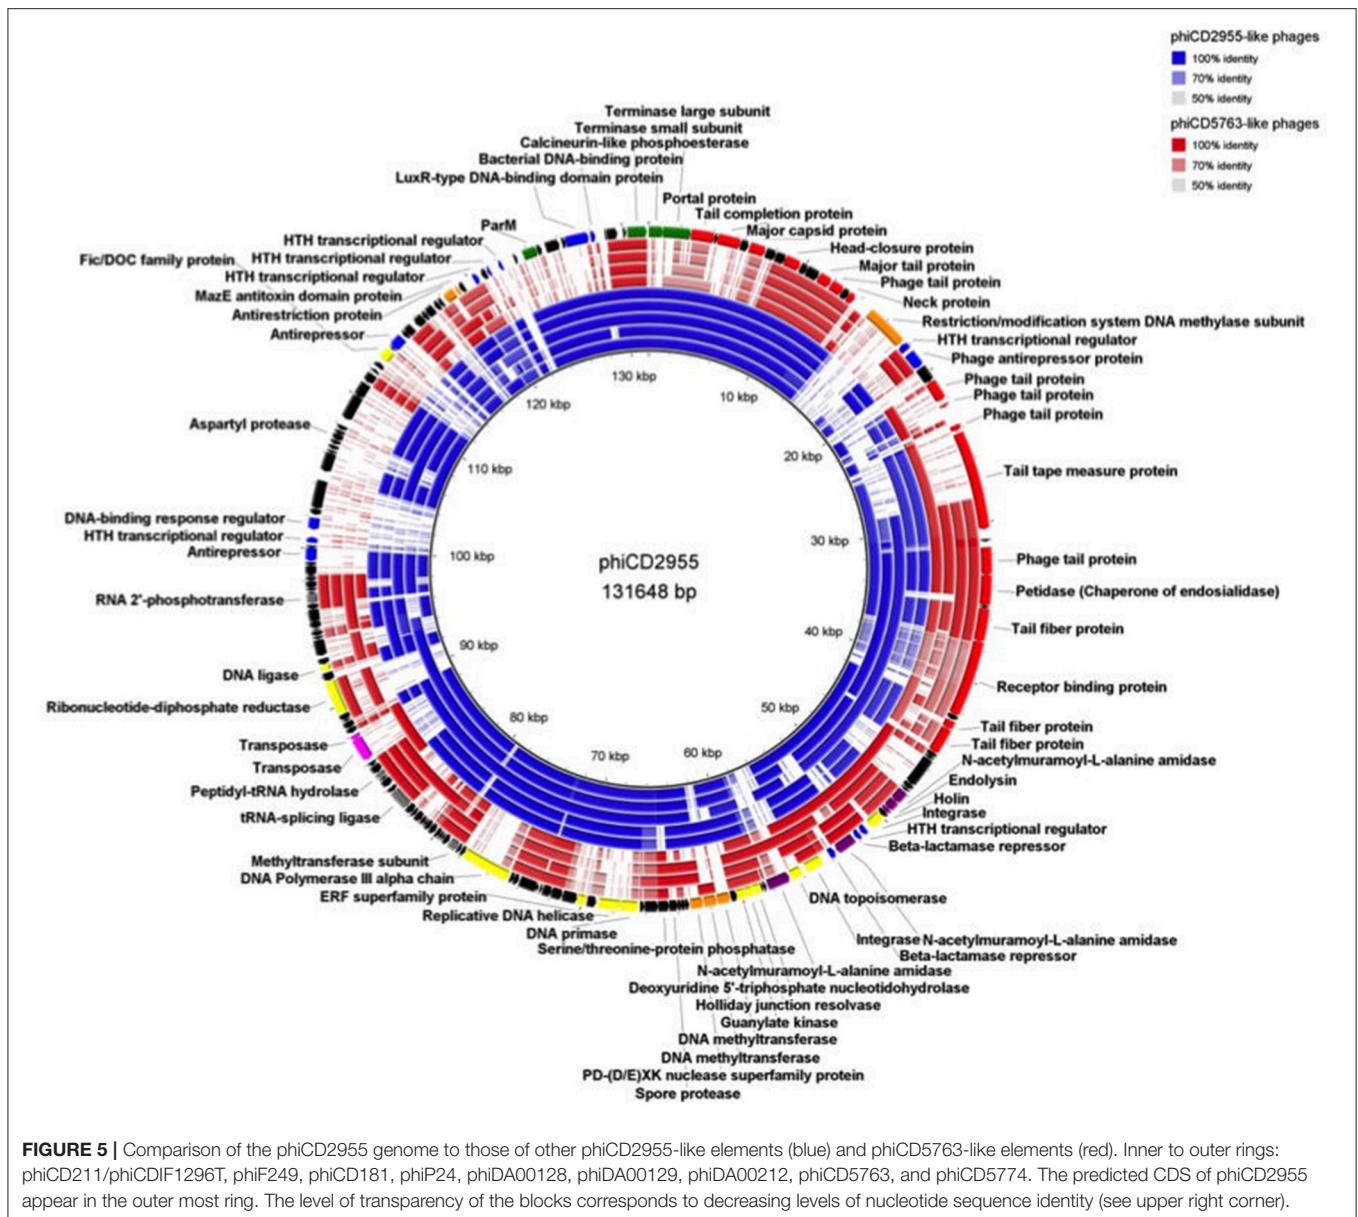 phiCD2955-like phages
100% identity
70% identity
50% identity
phiCD5763-like phages
100% identity
70% identity
50% identity
Terminase large subunit
Terminase small subunit
Calcineurin-like phosphoesterase
Bacterial DNA-binding protein
LuxR-type DNA-binding domain protein
Portal protein
Tail completion protein
Major capsid protein
Head-closure protein
Major tail protein
Phage tail protein
Neck protein
Restriction/modification system DNA methylase subunit
HTH transcriptional regulator
Phage antirepressor protein
Phage tail protein
Phage tail protein
Phage tail protein
Tail tape measure protein
Phage tail protein
Petidase (Chaperone of endosialidase)
Tail fiber protein
Receptor binding protein
Tail fiber protein
Tail fiber protein
N-acetylmuramoyl-L-alanine amidase
Endolysin
Holin
Integrase
HTH transcriptional regulator
Beta-lactamase repressor
DNA topoisomerase
Integrase N-acetylmuramoyl-L-alanine amidase
Beta-lactamase repressor
N-acetylmuramoyl-L-alanine amidase
Deoxyuridine 5'-triphosphate nucleotidohydrolase
Holliday junction resolvase
Guanylate kinase
DNA methyltransferase
DNA methyltransferase
PD-(D/E)XK nuclease superfamily protein
Spore protease
Serine/threonine-protein phosphatase
DNA primase
Replicative DNA helicase
ERF superfamily protein
DNA Polymerase III alpha chain
Methyltransferase subunit
tRNA-splicing ligase
Peptidyl-tRNA hydrolase
Transposase
Transposase
Ribonucleotide-diphosphate reductase
DNA ligase
RNA 2'-phosphotransferase
Antirepressor
HTH transcriptional regulator
DNA-binding response regulator
Aspartyl protease
Antirepressor
Antirestriction protein
MazE antitoxin domain protein
HTH transcriptional regulator
Fic/DOC family protein
HTH transcriptional regulator
HTH transcriptional regulator
ParM
130 kbp
10 kbp
20 kbp
30 kbp
40 kbp
50 kbp
60 kbp
70 kbp
80 kbp
90 kbp
100 kbp
110 kbp
120 kbp
phiCD2955
131648 bp
FIGURE 5 | Comparison of the phiCD2955 genome to those of other phiCD2955-like elements (blue) and phiCD5763-like elements (red). Inner to outer rings:
phiCD211/phiCDIF1296T, phiF249, phiCD181, phiP24, phiDA00128, phiDA00129, phiDA00212, phiCD5763, and phiCD5774. The predicted CDS of phiCD2955
appear in the outer most ring. The level of transparency of the blocks corresponds to decreasing levels of nucleotide sequence identity (see upper right corner).